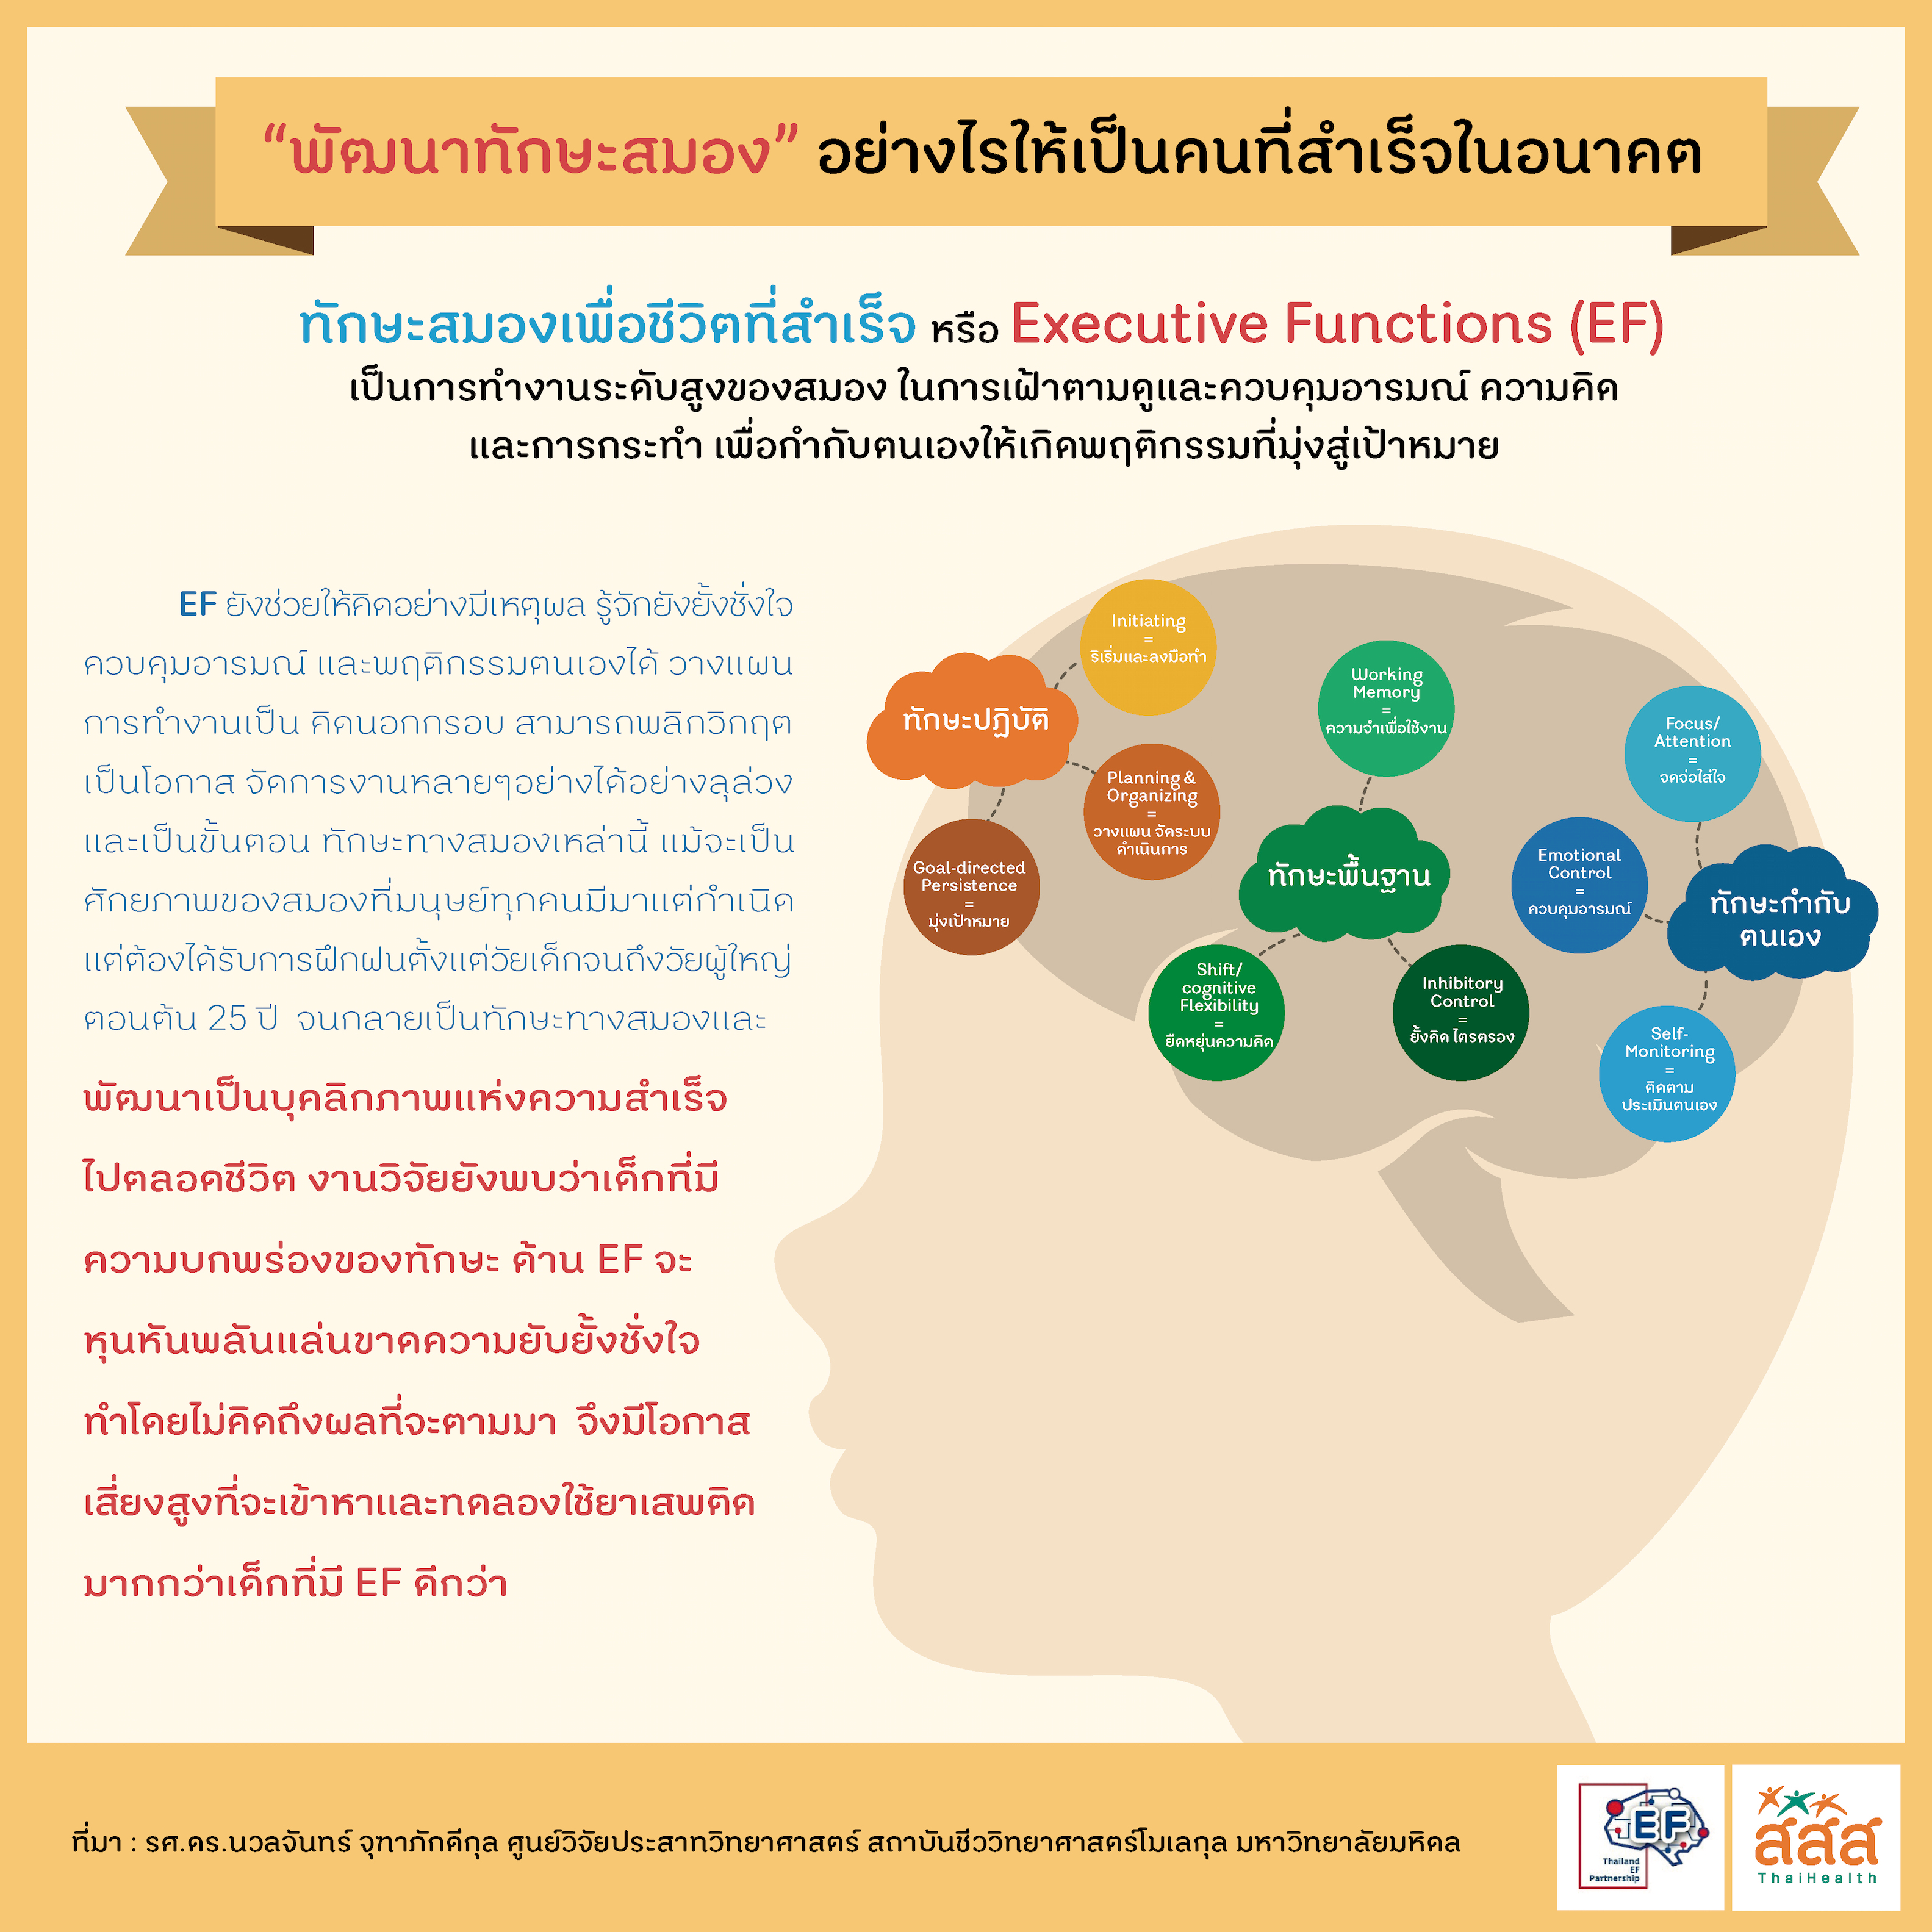 “พัฒนาทักษะสมอง” อย่างไรให้เป็นคนที่สำเร็จในอนาคต
ทักษะสมองเพื่อชีวิตที่สำเร็จ หรือ Executive Functions (EF)
เป็นการทำงานระดับสูงของสมอง ในการเฝ้าตามดูและควบคุมอารมณ์ ความคิด
และการกระทำ เพื่อกำกับตนเองให้เกิดพฤติกรรมที่มุ่งสู่เป้าหมาย
EF ยังช่วยให้คิดอย่างมีเหตุผล รู้จักยังยั้งชั่งใจ
ควบคุมอารมณ์ และพฤติกรรมตนเองได้ วางแผน
การทำงานเป็น คิดนอกกรอบ สามารถพลิกวิกฤต
เป็นโอกาส จัดการงานหลายๆอย่างได้อย่างลุล่วง
และเป็นขั้นตอน ทักษะทางสมองเหล่านี้ แม้จะเป็น
ศักยภาพของสมองที่มนุษย์ทุกคนมีมาแต่กำเนิด
แต่ต้องได้รับการฝึกฝนตั้งแต่วัยเด็กจนถึงวัยผู้ใหญ่
ตอนต้น 25 ปี จนกลายเป็นทักษะทางสมองและ
พัฒนาเป็นบุคลิกภาพแห่งความสำเร็จ
ไปตลอดชีวิต งานวิจัยยังพบว่าเด็กที่มี
ความบกพร่องของทักษะ ด้าน EF จะ
หุนหันพลันแล่นขาดความยับยั้งชั่งใจ
ทำโดยไม่คิดถึงผลที่จะตามมา จึงมีโอกาส
เสี่ยงสูงที่จะเข้าหาและทดลองใช้ยาเสพติด
มากกว่าเด็กที่มี EF ดีกว่า
ทักษะปฏิบัติ
Initiating
=
ริเริ่มและลงมือทำ
Planning &
Organizing
=
วางแผน จัดระบบ
ดำเนินการ
Goal-directed
Persistence
=
มุ่งเป้าหมาย
Working
Memory
=
ความจำเพื่อใช้งาน
ทักษะพื้นฐาน
Shift/
cognitive
Flexibility
=
ยืดหยุ่นความคิด
Inhibitory
Control
=
ยั้งคิด ไตรตรอง
Focus/
Attention
=
จดจ่อใส่ใจ
Emotional
Control
=
ควบคุมอารมณ์
ทักษะกำกับ
ตนเอง
Self-
Monitoring
=
ติดตาม
ประเมินตนเอง
ที่มา : รศ.ดร.นวลจันทร์ จุฑาภักดีกุล ศูนย์วิจัยประสาทวิทยาศาสตร์ สถาบันชีววิทยาศาสตร์โมเลกุล มหาวิทยาลัยมหิดล
EF
Thailand
EF
Partnership
สสส
ThaiHealth